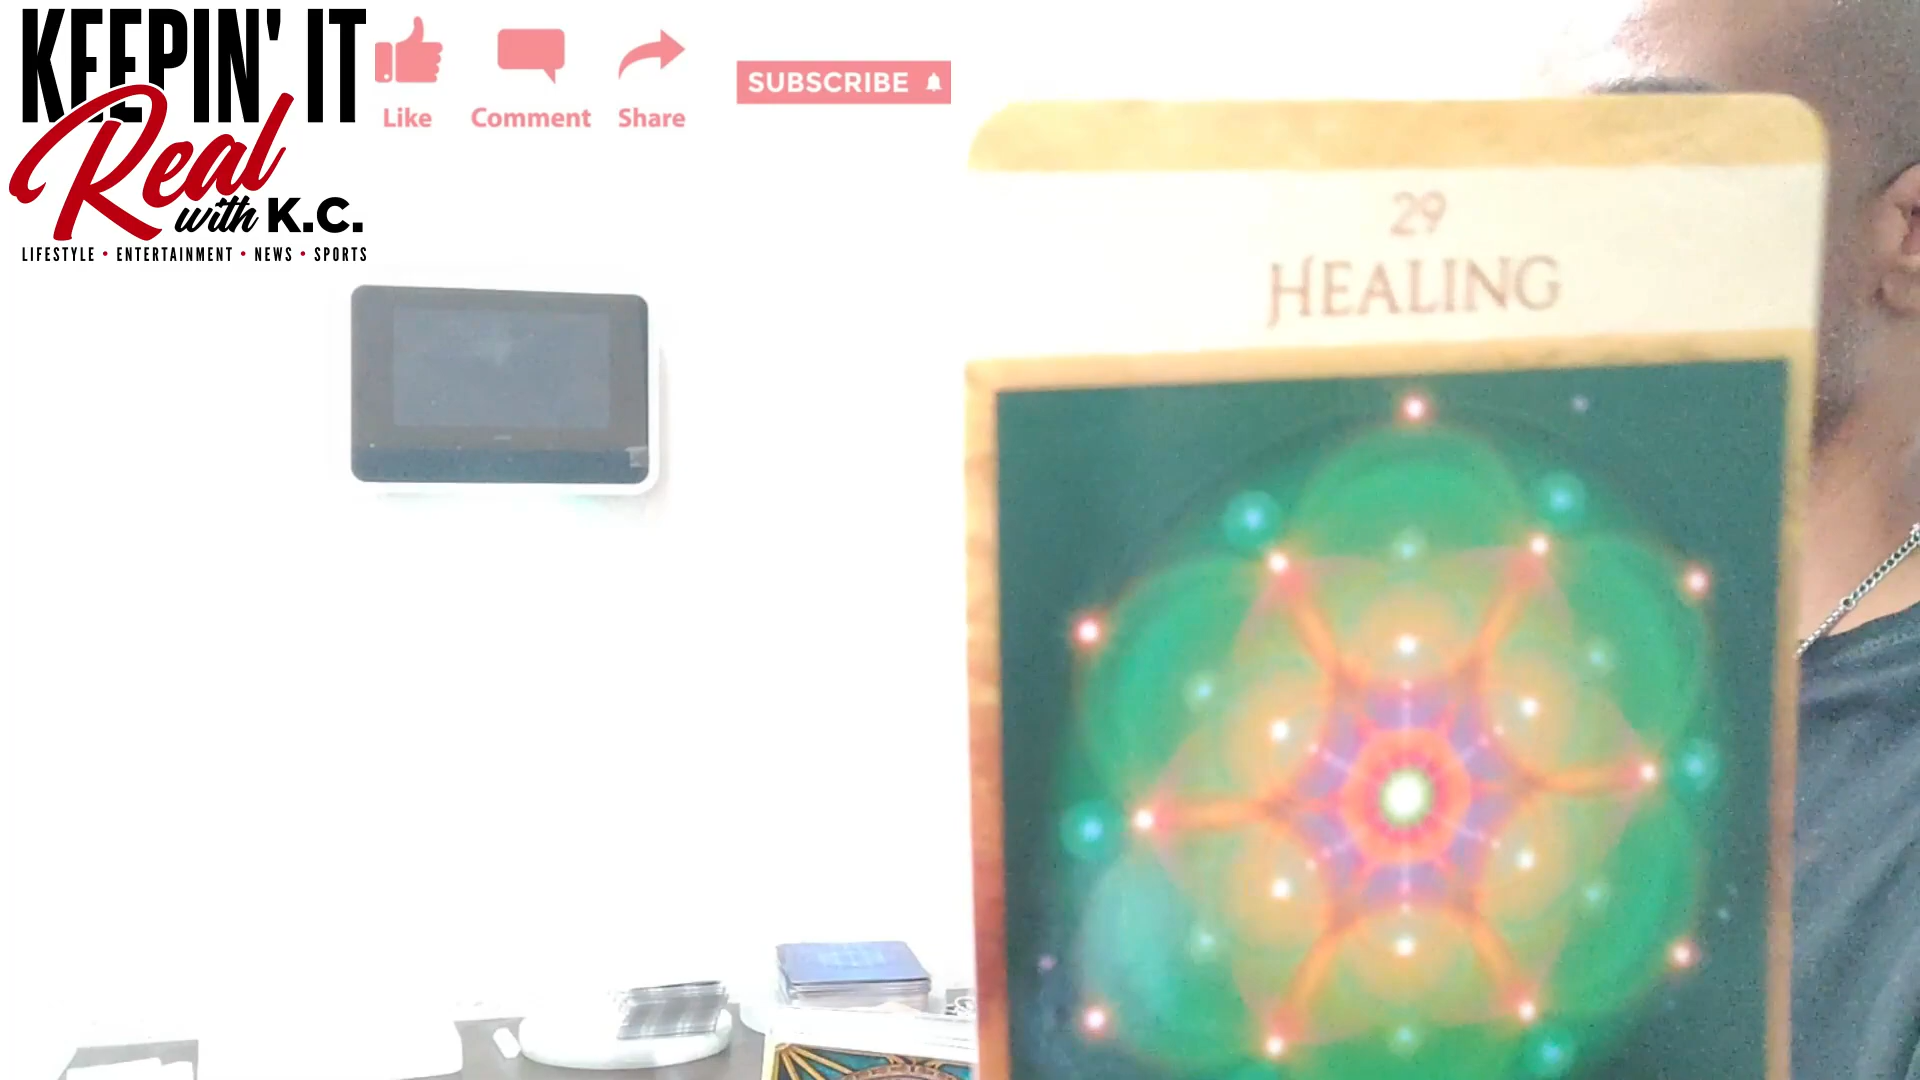 KEEPIN' IT
Real
with K.C.
LIFESTYLE • ENTERTAINMENT • NEWS • SPORTS
Like
Comment
Share
SUBSCRIBE
29
HEALING